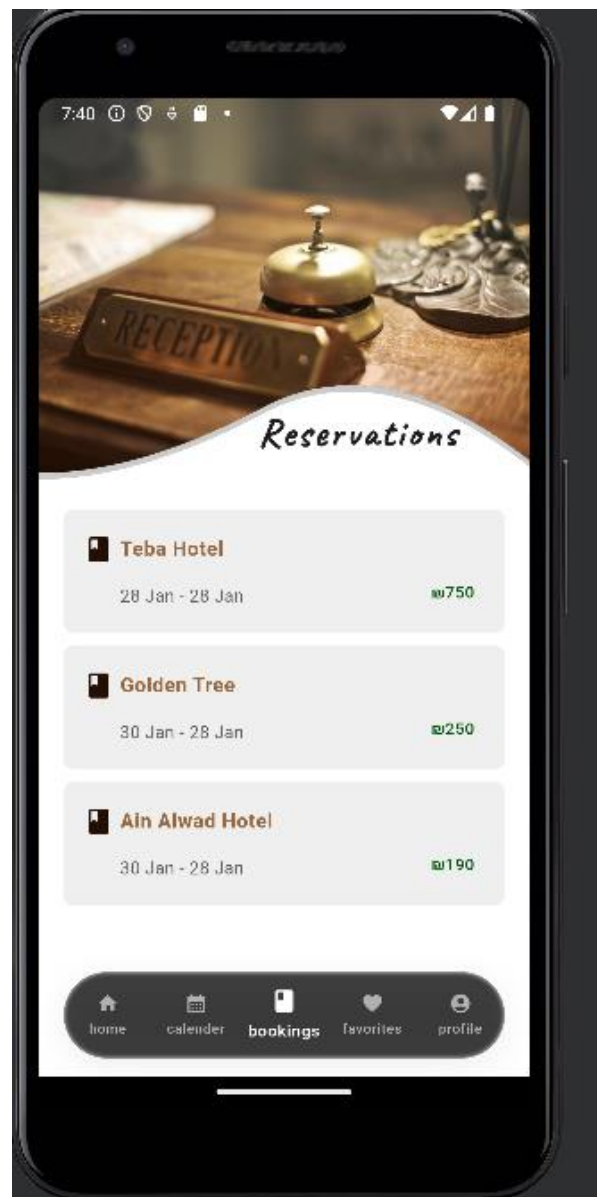 7:40
RECEPTION
Reservations
Teba Hotel
28 Jan - 28 Jan
₪750
Golden Tree
30 Jan - 28 Jan
₪250
Ain Alwad Hotel
30 Jan - 28 Jan
₪190
home calender bookings favorites profile